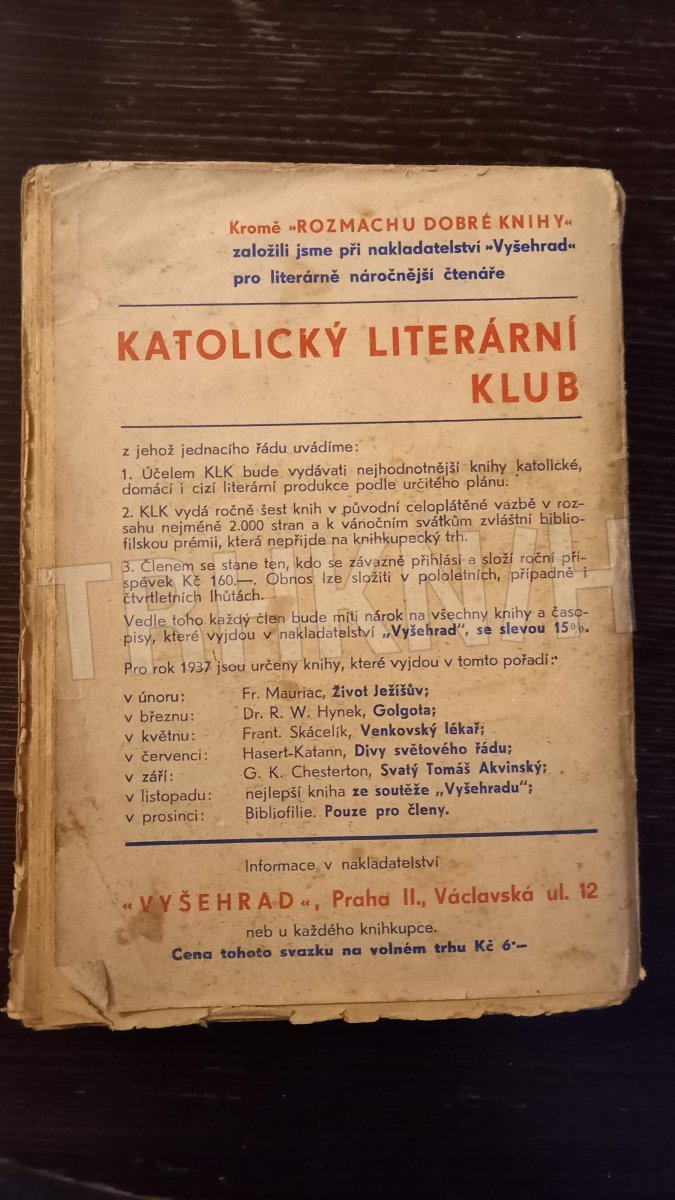 Kromě »ROZMACHU DOBRÉ KNIHY«
založili jsme při nakladatelství »Vyšehrad«
pro literárně náročnější čtenáře
KATOLICKÝ LITERÁRNÍ
KLUB
z jehož jednacího řádu uvádíme:
1. Účelem KLK bude vydávati nejhodnotnější knihy katolické,
domácí i cizí literární produkce podle určitého plánu.
2. KLK vydá ročně šest knih v původní celoplátěné vazbě v roz-
sahu nejméně 2.000 stran a k vánočním svátkům zvláštní biblio-
filskou prémii, která nepřijde na knihkupecký trh.
3. Členem se stane ten, kdo se závazně přihlásí a složí roční pří-
spěvek Kč 160.—. Obnos lze složiti v pololetních, případně i
čtvrtletních lhůtách.
Vedle toho každý člen bude míti nárok na všechny knihy a časo-
pisy, které vyjdou v nakladatelství „Vyšehrad", se slevou 15%.
Pro rok 1937 jsou určeny knihy, které vyjdou v tomto pořadí:
v únoru: Fr. Mauriac, Život Ježíšův;
v březnu: Dr. R. W. Hynek, Golgota;
v květnu: Frant. Skácelík, Venkovský lékař;
v červenci: Hasert-Katann, Divy světového řádu;
v září: G. K. Chesterton, Svatý Tomáš Akvinský;
v listopadu: nejlepší kniha ze soutěže „Vyšehradu";
v prosinci: Bibliofilie. Pouze pro členy.
Informace v nakladatelství
«VYŠEHRAD«, Praha II., Václavská ul. 12
neb u každého knihkupce.
Cena tohoto svazku na volném trhu Kč 6·—